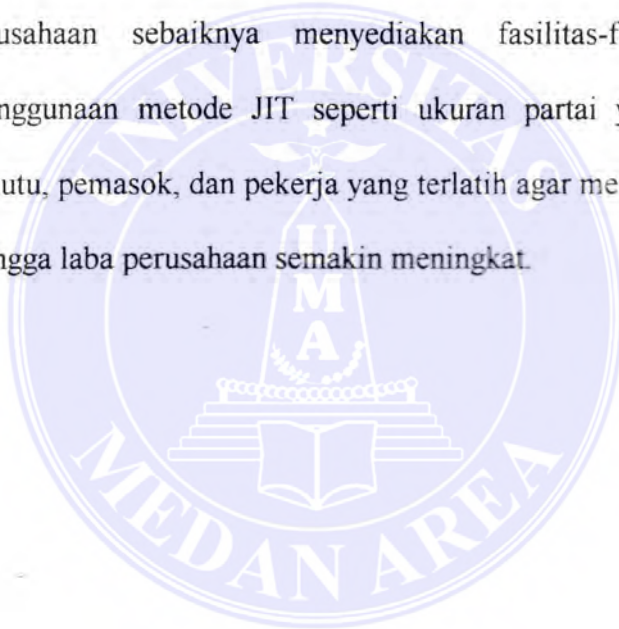 usahaan sebaiknya menyediakan fasilitas-f
nggunaan metode JIT seperti ukuran partai y
utu, pemasok, dan pekerja yang terlatih agar me
ngga laba perusahaan semakin meningkat.
UNIVERSITAS
UMA
MEDAN AREA